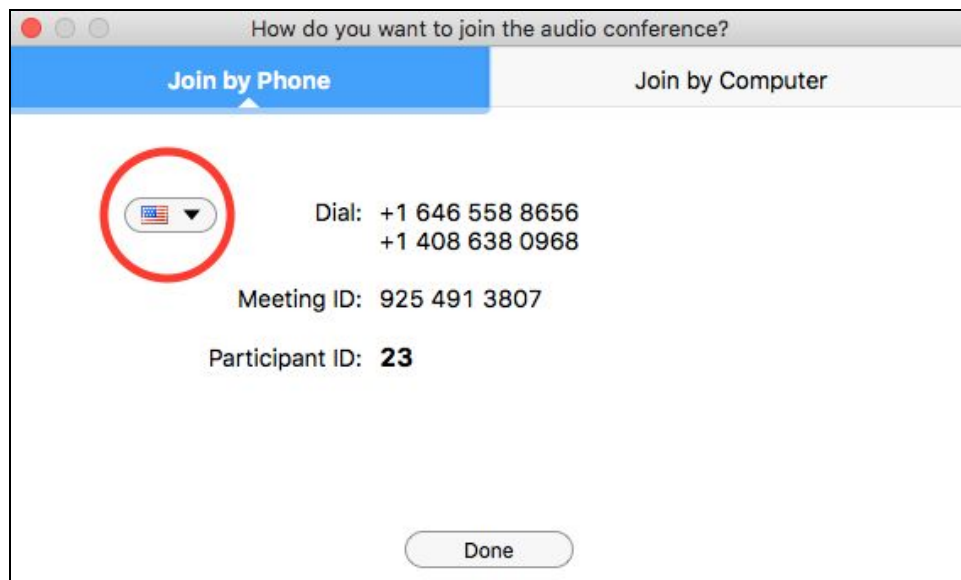 How do you want to join the audio conference?
Join by Phone
Join by Computer
Dial: +1 646 558 8656
+1 408 638 0968
Meeting ID: 925 491 3807
Participant ID: 23
Done